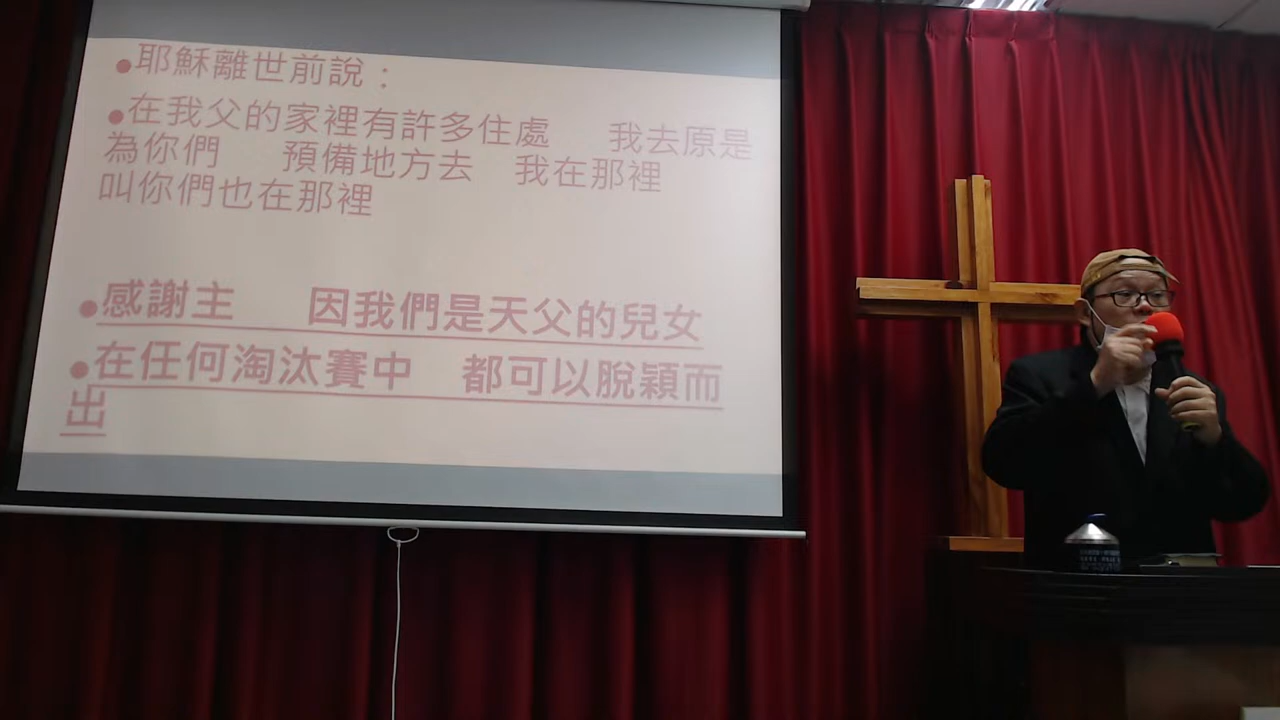 •耶穌離世前說：
•在我父的家裡有許多住處 我去原是
為你們 預備地方去 我在那裡
叫你們也在那裡
•感謝主 因我們是天父的兒女
•在任何淘汰賽中 都可以脫穎而
出